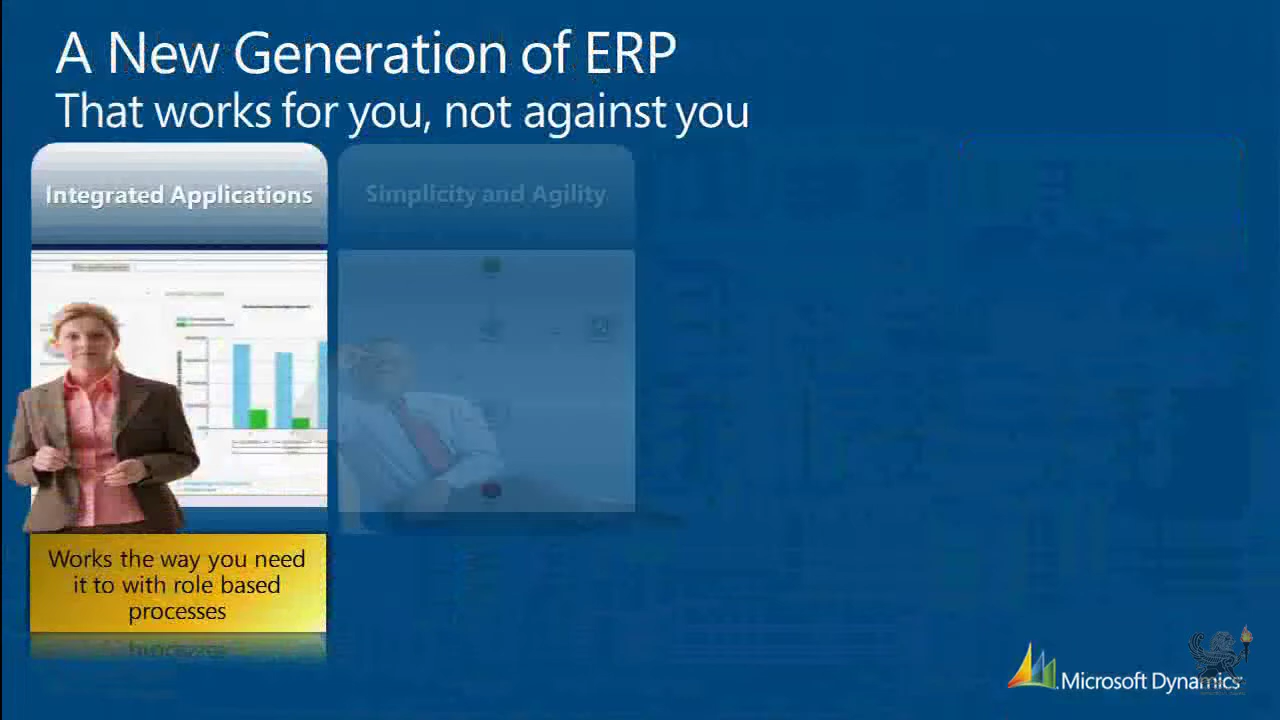 A New Generation of ERP
That works for you, not against you
Integrated Applications
Simplicity and Agility
Works the way you need
it to with role based
processes
Microsoft Dynamics